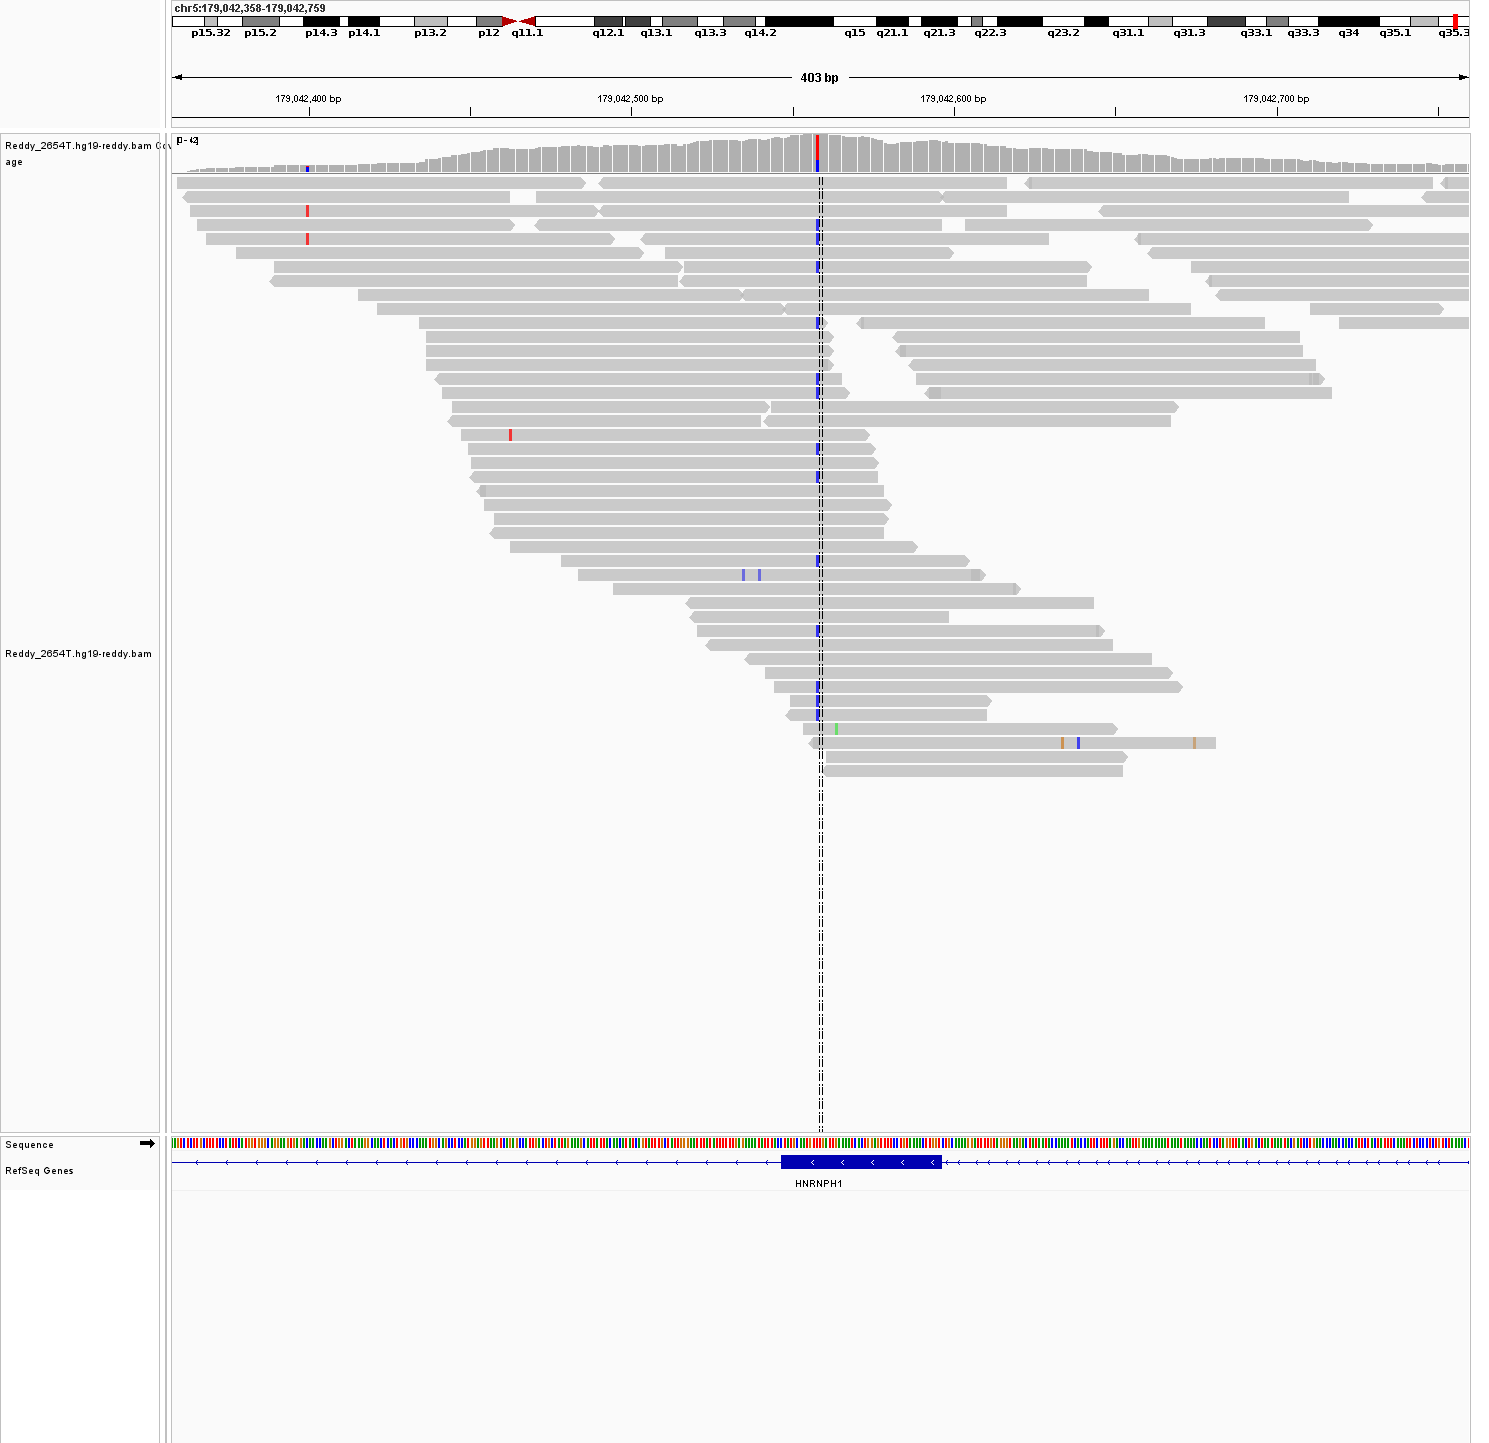 chr5:179,042,358-179,042,759
p15.32 p15.2 p14.3 p14.1 p13.2 p12 q11.1 q12.1 q13.1 q13.3 q14.2 q15 q21.1 q21.3 q22.3 q23.2 q31.1 q31.3 q33.1 q33.3 q34 q35.1 q35.3
403 bp
179,042,400 bp 179,042,500 bp 179,042,600 bp 179,042,700 bp
[0 - 42]
Reddy_2654T.hg19-reddy.bam Cov
age
Reddy_2654T.hg19-reddy.bam
Sequence
RefSeq Genes
HNRNPH1